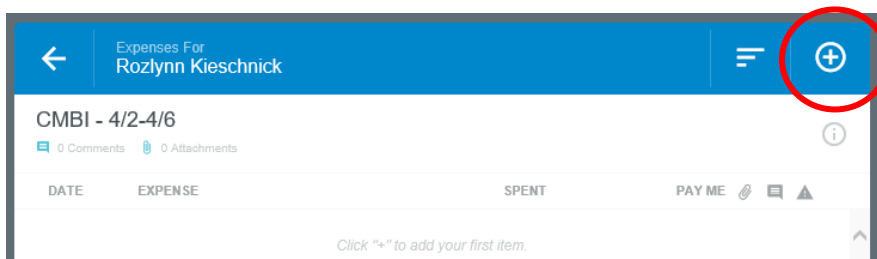 Expenses For
Rozlynn Kieschnick
CMBI - 4/2-4/6
0 Comments 0 Attachments
DATE EXPENSE SPENT PAY ME
Click "+" to add your first item.